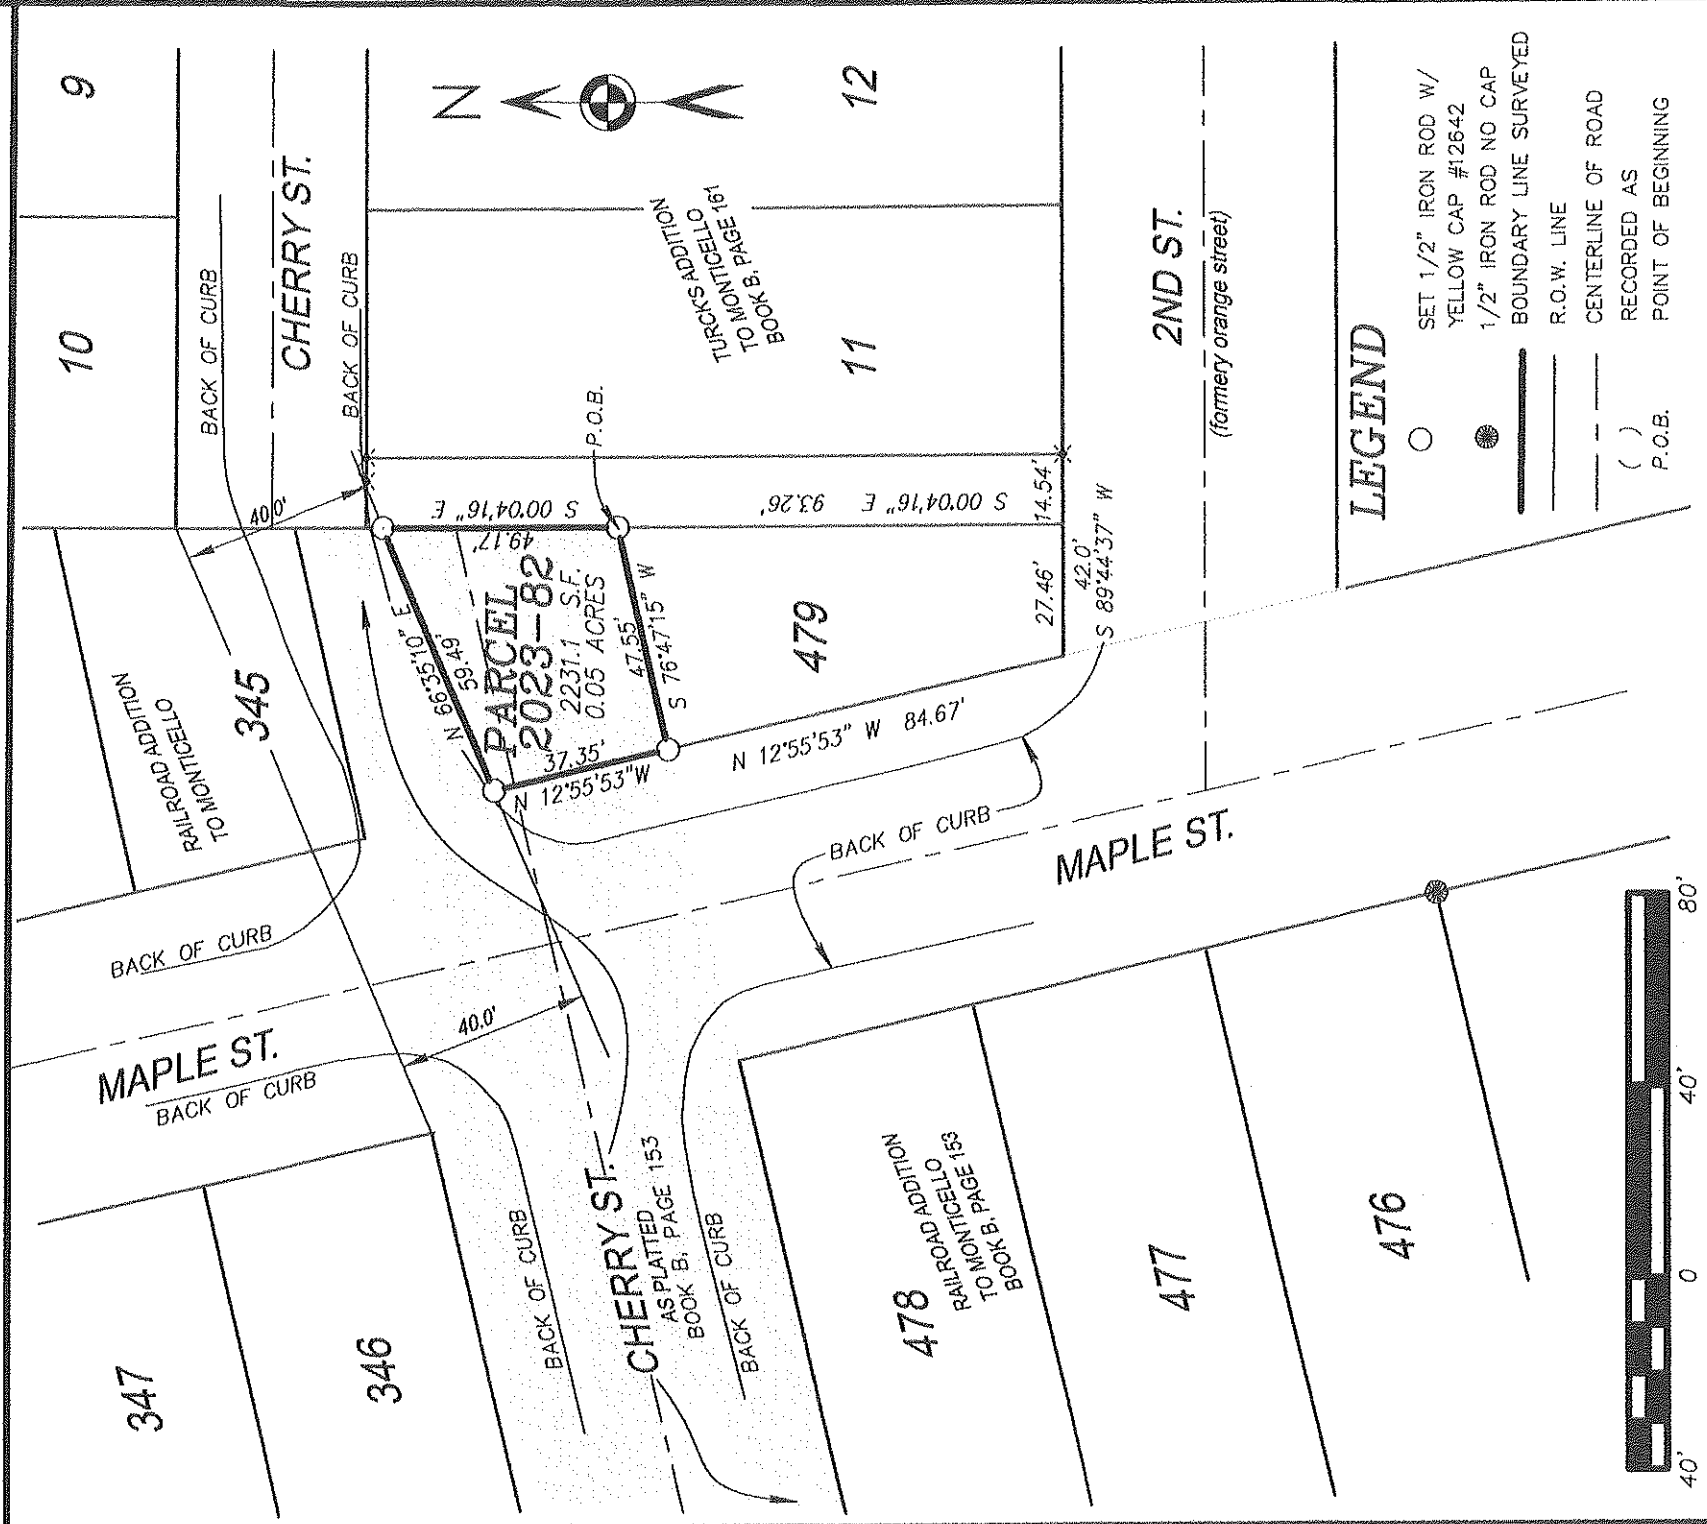 9
10
CHERRY ST.
BACK OF CURB
BACK OF CURB
N
12
TURCK'S ADDITION
TO MONTICELLO
BOOK B, PAGE 161
11
2ND ST.
(formery orange street)
40.0'
P.O.B.
S 00°04'16" E
49.17'
S 00°04'16" E 93.26'
14.54'
27.46'
42.0'
S 89°44'37" W
N 66°35'10" E
59.49'
PARCEL
2023-82
2231.1 S.F.
0.05 ACRES
47.55'
S 76°47'15" W
37.35'
N 12°55'53"W
N 12°55'53" W 84.67'
479
RAILROAD ADDITION
TO MONTICELLO
345
BACK OF CURB
BACK OF CURB
MAPLE ST.
MAPLE ST.
BACK OF CURB
40.0'
CHERRY ST.
AS PLATTED
BOOK B, PAGE 153
BACK OF CURB
BACK OF CURB
347
346
478
RAILROAD ADDITION
TO MONTICELLO
BOOK B, PAGE 153
477
476
LEGEND
SET 1/2" IRON ROD W/
YELLOW CAP #12642
1/2" IRON ROD NO CAP
BOUNDARY LINE SURVEYED
R.O.W. LINE
CENTERLINE OF ROAD
( ) RECORDED AS
P.O.B. POINT OF BEGINNING
40' 0 40' 80'